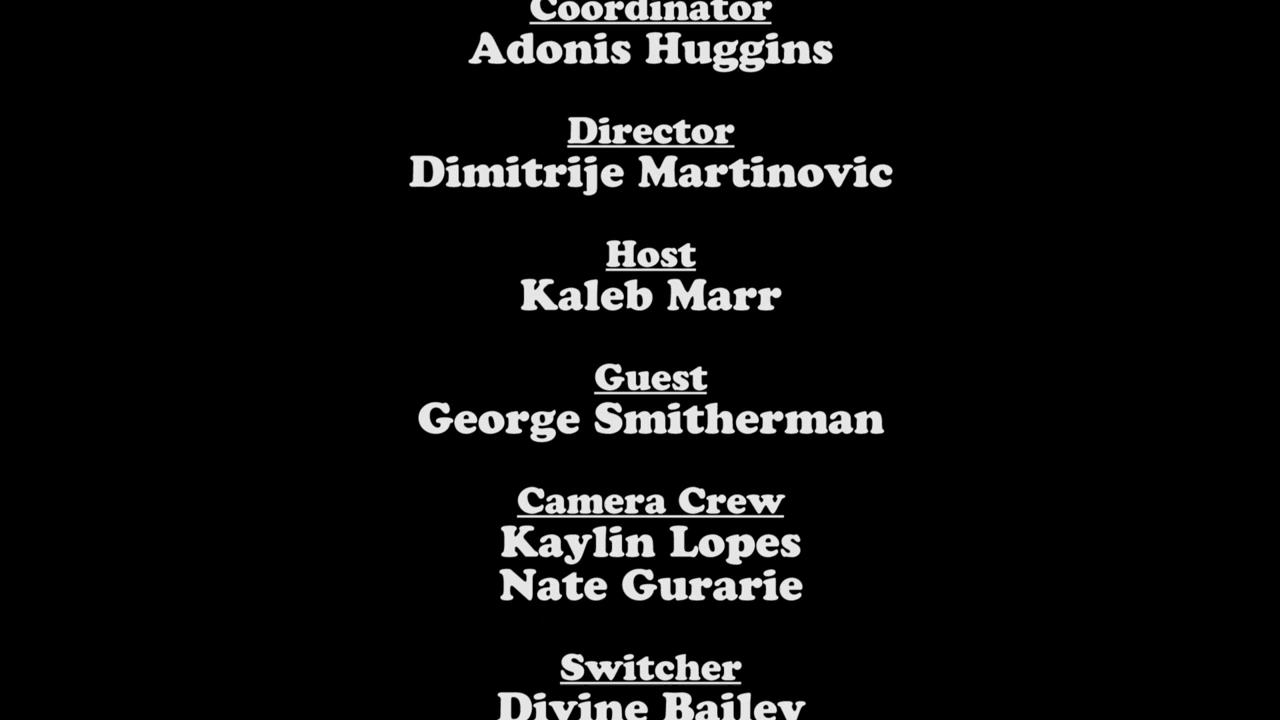 Coordinator
Adonis Huggins
Director
Dimitrije Martinovic
Host
Kaleb Marr
Guest
George Smitherman
Camera Crew
Kaylin Lopes
Nate Gurarie
Switcher
Divine Bailey